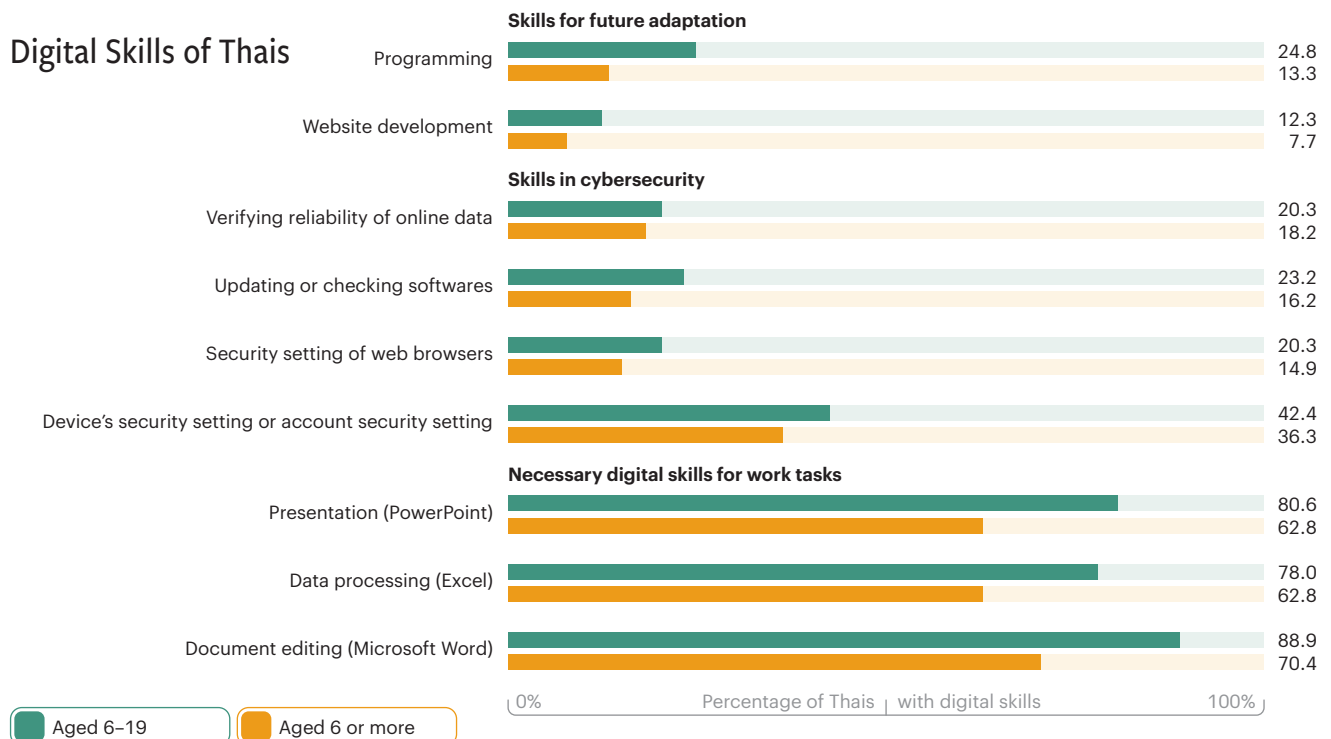 Digital Skills of Thais
Skills for future adaptation
Programming
24.8
13.3
Website development
12.3
7.7
Skills in cybersecurity
Verifying reliability of online data
20.3
18.2
Updating or checking softwares
23.2
16.2
Security setting of web browsers
20.3
14.9
Device's security setting or account security setting
42.4
36.3
Necessary digital skills for work tasks
Presentation (PowerPoint)
80.6
62.8
Data processing (Excel)
78.0
62.8
Document editing (Microsoft Word)
88.9
70.4
0% Percentage of Thais with digital skills 100%
Aged 6–19
Aged 6 or more